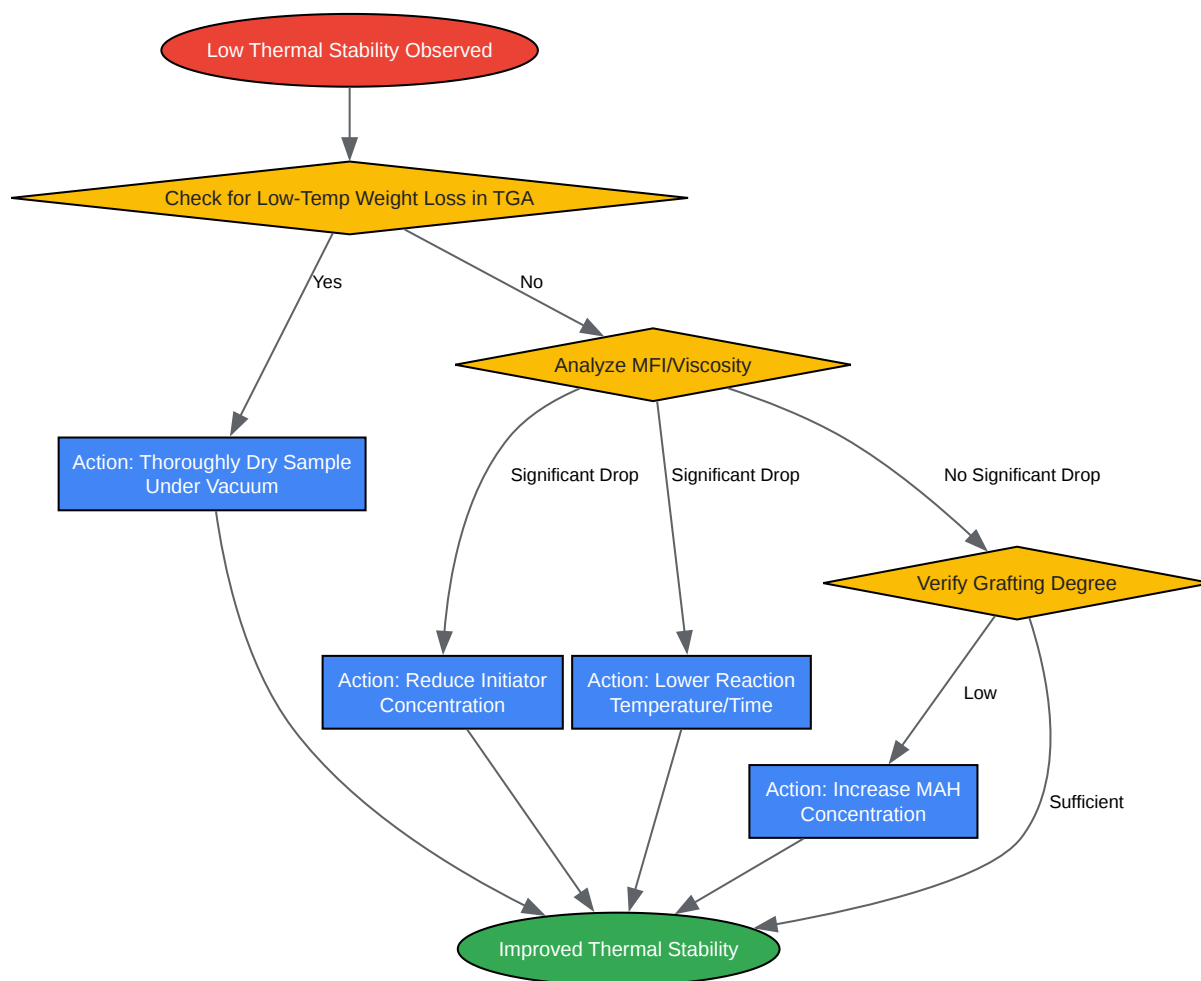 Low Thermal Stability Observed
Check for Low-Temp Weight Loss in TGA
Yes
No
Analyze MFI/Viscosity
Action: Thoroughly Dry Sample
Under Vacuum
Significant Drop
Significant Drop
No Significant Drop
Verify Grafting Degree
Action: Reduce Initiator
Concentration
Action: Lower Reaction
Temperature/Time
Low
Action: Increase MAH
Concentration
Sufficient
Improved Thermal Stability